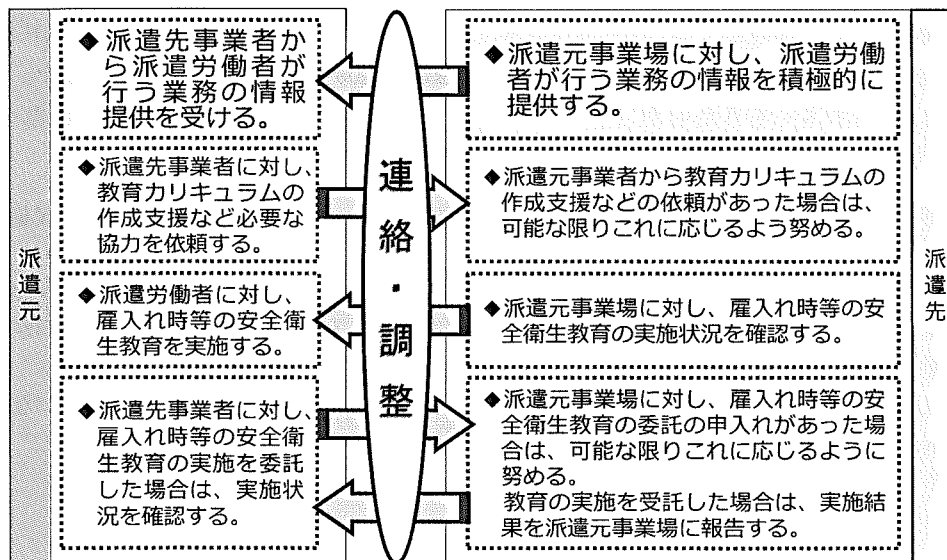 派遣元
◆派遣先事業者か
ら派遣労働者が
行う業務の情報
提供を受ける。
◆派遣先事業者に対し、
教育カリキュラムの
作成支援など必要な
協力を依頼する。
◆派遣労働者に対し、
雇入れ時等の安全衛
生教育を実施する。
◆派遣先事業者に対し、
雇入れ時等の安全衛
生教育の実施を委託
した場合は、実施状
況を確認する。
連絡・調整
◆派遣元事業場に対し、派遣労働
者が行う業務の情報を積極的に
提供する。
◆派遣元事業者から教育カリキュラムの
作成支援などの依頼があった場合は、
可能な限りこれに応じるよう努める。
◆派遣元事業場に対し、雇入れ時等の安
全衛生教育の実施状況を確認する。
◆派遣元事業場に対し、雇入れ時等の安
全衛生教育の委託の申入れがあった場
合は、可能な限りこれに応じるように
努める。
教育の実施を受託した場合は、実施結
果を派遣元事業場に報告する。
派遣先